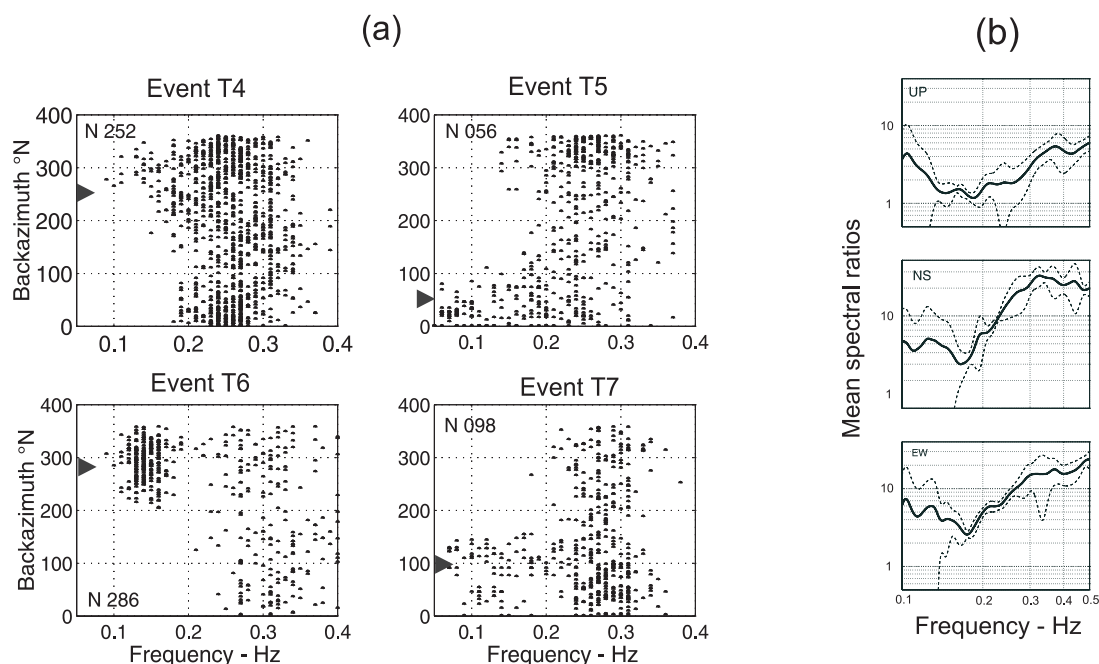 (a)
(b)
Event T4
Event T5
Backazimuth °N
400
300
200
100
0
N 252
0.1 0.2 0.3 0.4
400
300
200
100
0
N 056
0.1 0.2 0.3 0.4
Event T6
Event T7
Backazimuth °N
400
300
200
100
0
N 286
0.1 0.2 0.3 0.4
Frequency - Hz
400
300
200
100
0
N 098
0.1 0.2 0.3 0.4
Frequency - Hz
Mean spectral ratios
UP
10
1
NS
10
1
EW
10
1
0.1 0.2 0.3 0.5
Frequency - Hz